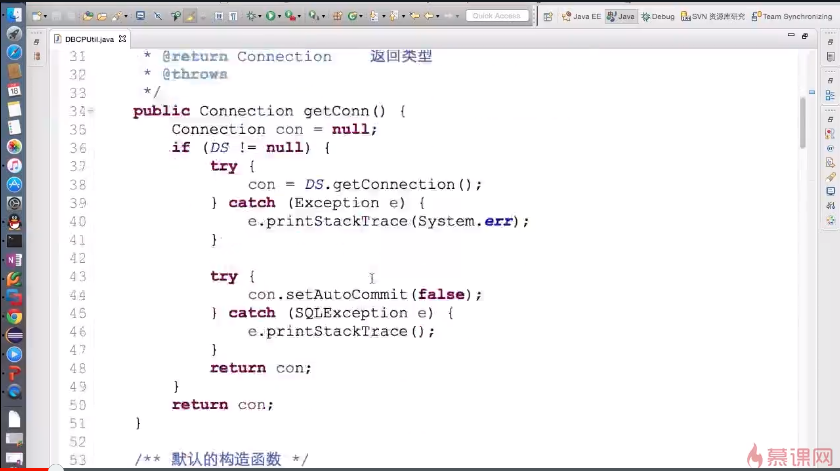 Quick Access
Java EE
Java
Debug
SVN 资源库研究
Team Synchronizing
DBCPUtil.java
31 * @return Connection 返回类型
32 * @throws
33 */
34 public Connection getConn() {
35 Connection con = null;
36 if (DS != null) {
37 try {
38 con = DS.getConnection();
39 } catch (Exception e) {
40 e.printStackTrace(System.err);
41 }
42
43 try {
44 con.setAutoCommit(false);
45 } catch (SQLException e) {
46 e.printStackTrace();
47 }
48 return con;
49 }
50 return con;
51 }
52
53 /** 默认的构造函数 */
慕课网